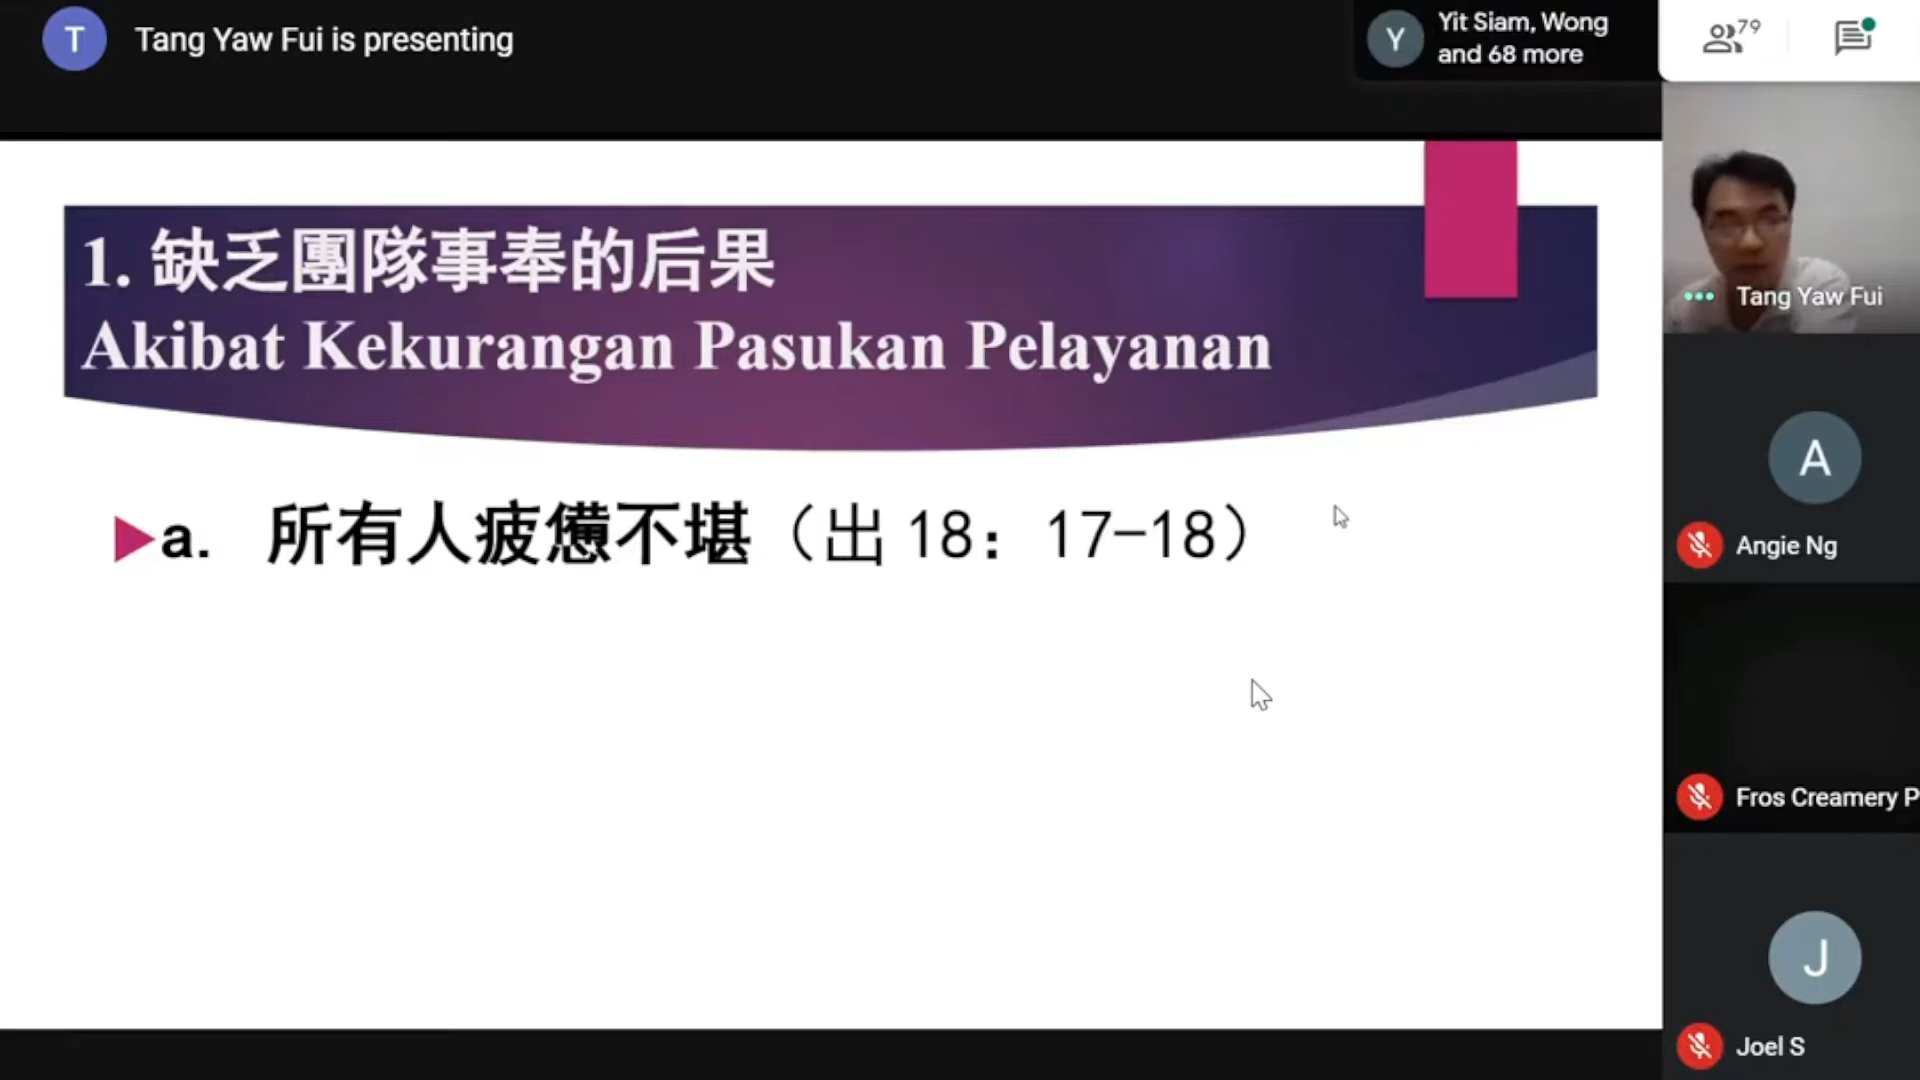 T
Tang Yaw Fui is presenting
Y
Yit Siam, Wong
and 68 more
79
1. 缺乏團隊事奉的后果
Akibat Kekurangan Pasukan Pelayanan
a. 所有人疲憊不堪（出 18：17-18）
Tang Yaw Fui
A
Angie Ng
Fros Creamery P
J
Joel S